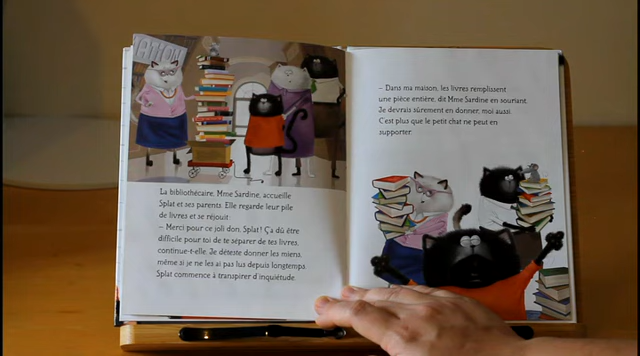 ATION
La bibliothécaire, Mme Sardine, accueille
Splat et ses parents. Elle regarde leur pile
de livres et se réjouit:
– Merci pour ce joli don, Splat! Ça dû être
difficile pour toi de te séparer de tes livres,
continue-t-elle. Je déteste donner les miens,
même si je ne les ai pas lus depuis longtemps.
Splat commence à transpirer d'inquiétude.
– Dans ma maison, les livres remplissent
une pièce entière, dit Mme Sardine en souriant.
Je devrais sûrement en donner, moi aussi.
C'est plus que le petit chat ne peut en
supporter.